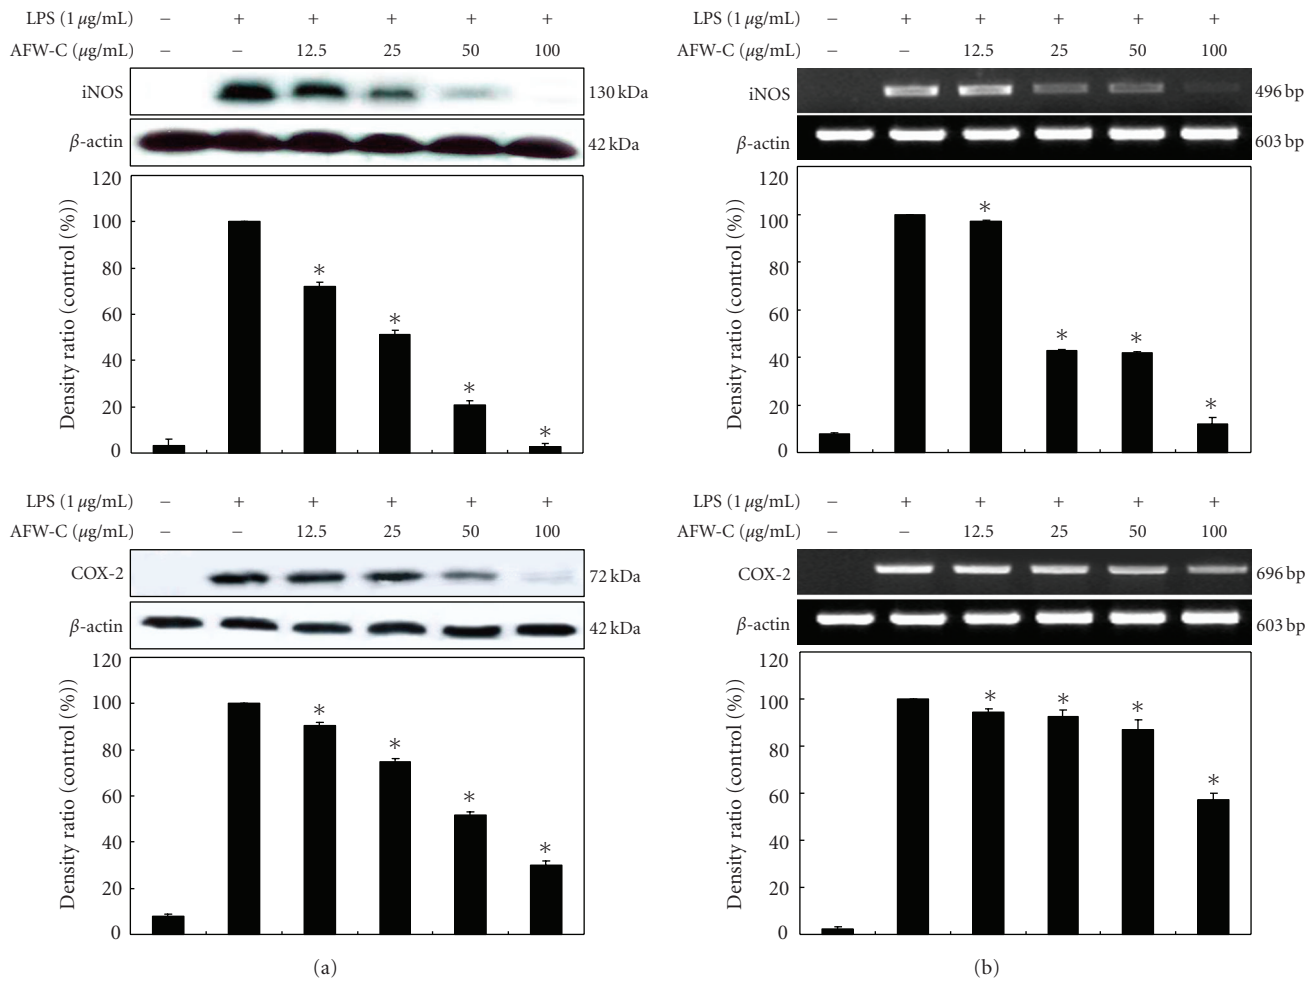 LPS (1 μg/mL) − + + + + +
AFW-C (μg/mL) − − 12.5 25 50 100
iNOS 130 kDa
β-actin 42 kDa
120
100
80
60
40
20
0
Density ratio (control (%))
* * * *
LPS (1 μg/mL) − + + + + +
AFW-C (μg/mL) − − 12.5 25 50 100
COX-2 72 kDa
β-actin 42 kDa
120
100
80
60
40
20
0
Density ratio (control (%))
* * * *
(a)
LPS (1 μg/mL) − + + + + +
AFW-C (μg/mL) − − 12.5 25 50 100
iNOS 496 bp
β-actin 603 bp
120
100
80
60
40
20
0
Density ratio (control (%))
* * * *
LPS (1 μg/mL) − + + + + +
AFW-C (μg/mL) − − 12.5 25 50 100
COX-2 696 bp
β-actin 603 bp
120
100
80
60
40
20
0
Density ratio (control (%))
* * * *
(b)